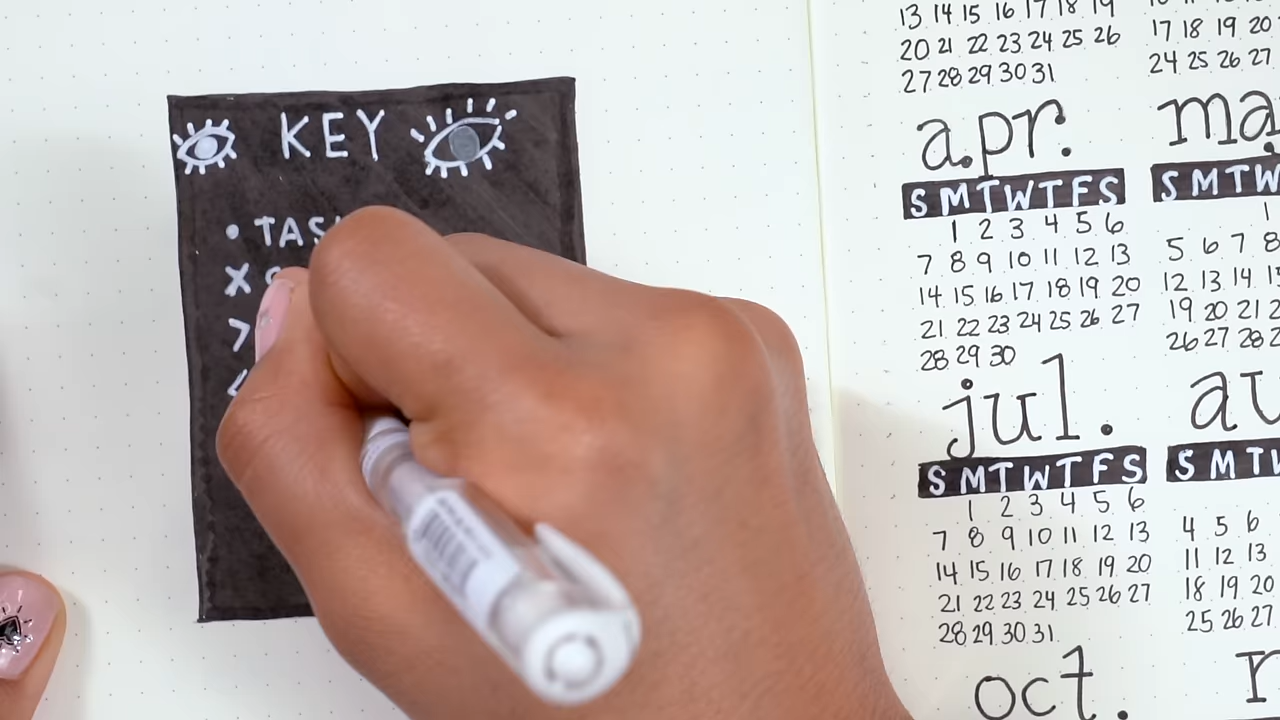 KEY
• TAS
x
>
<
13 14 15 16 17 18 19
20 21 22 23 24 25 26
27 28 29 30 31
17 18 19 20
24 25 26 27
apr.
S M T W T F S
1 2 3 4 5 6
7 8 9 10 11 12 13
14 15 16 17 18 19 20
21 22 23 24 25 26 27
28 29 30
ma
S M T W
1
5 6 7 8
12 13 14
19 20 21
26 27 28
jul.
S M T W T F S
1 2 3 4 5 6
7 8 9 10 11 12 13
14 15 16 17 18 19 20
21 22 23 24 25 26 27
28 29 30 31
au
S M T
4 5 6
11 12 13
18 19 20
25 26 27
oct.